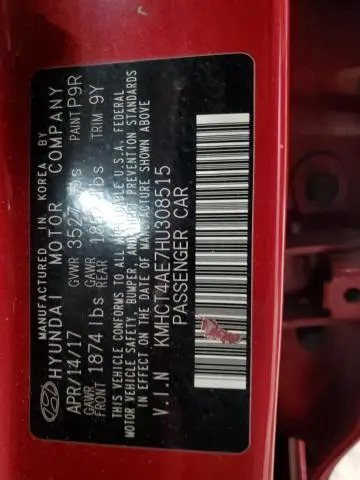 MANUFACTURED IN KOREA BY
HYUNDAI MOTOR COMPANY
APR/14/17 GVWR lbs PAINT P9R
GAWR FRONT 1874 lbs GAWR REAR lbs TRIM 9Y
THIS VEHICLE CONFORMS TO ALL APPLICABLE U.S.A. FEDERAL
MOTOR VEHICLE SAFETY, BUMPER, AND THEFT PREVENTION STANDARDS
IN EFFECT ON THE DATE OF MANUFACTURE SHOWN ABOVE
V.I.N KMHCT4AE7HU308515
PASSENGER CAR